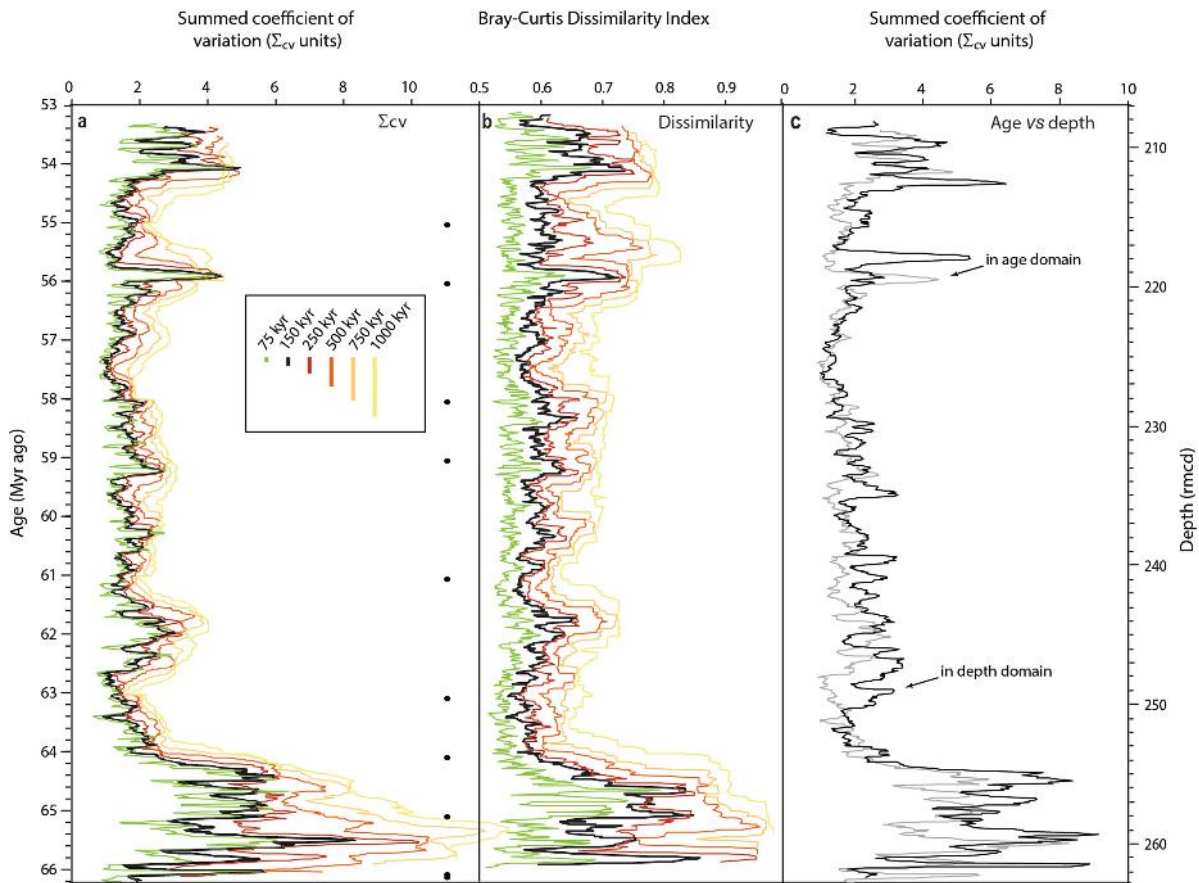 Summed coefficient of
variation (Σcv units)
Bray-Curtis Dissimilarity Index
Summed coefficient of
variation (Σcv units)
0 2 4 6 8 10
0.5 0.6 0.7 0.8 0.9
0 2 4 6 8 10
a Σcv
b Dissimilarity
c Age vs depth
53
54
55
56
57
58
59
60
61
62
63
64
65
66
Age (Myr ago)
75 kyr
150 kyr
250 kyr
500 kyr
750 kyr
1000 kyr
in age domain
in depth domain
210
220
230
240
250
260
Depth (rmcd)